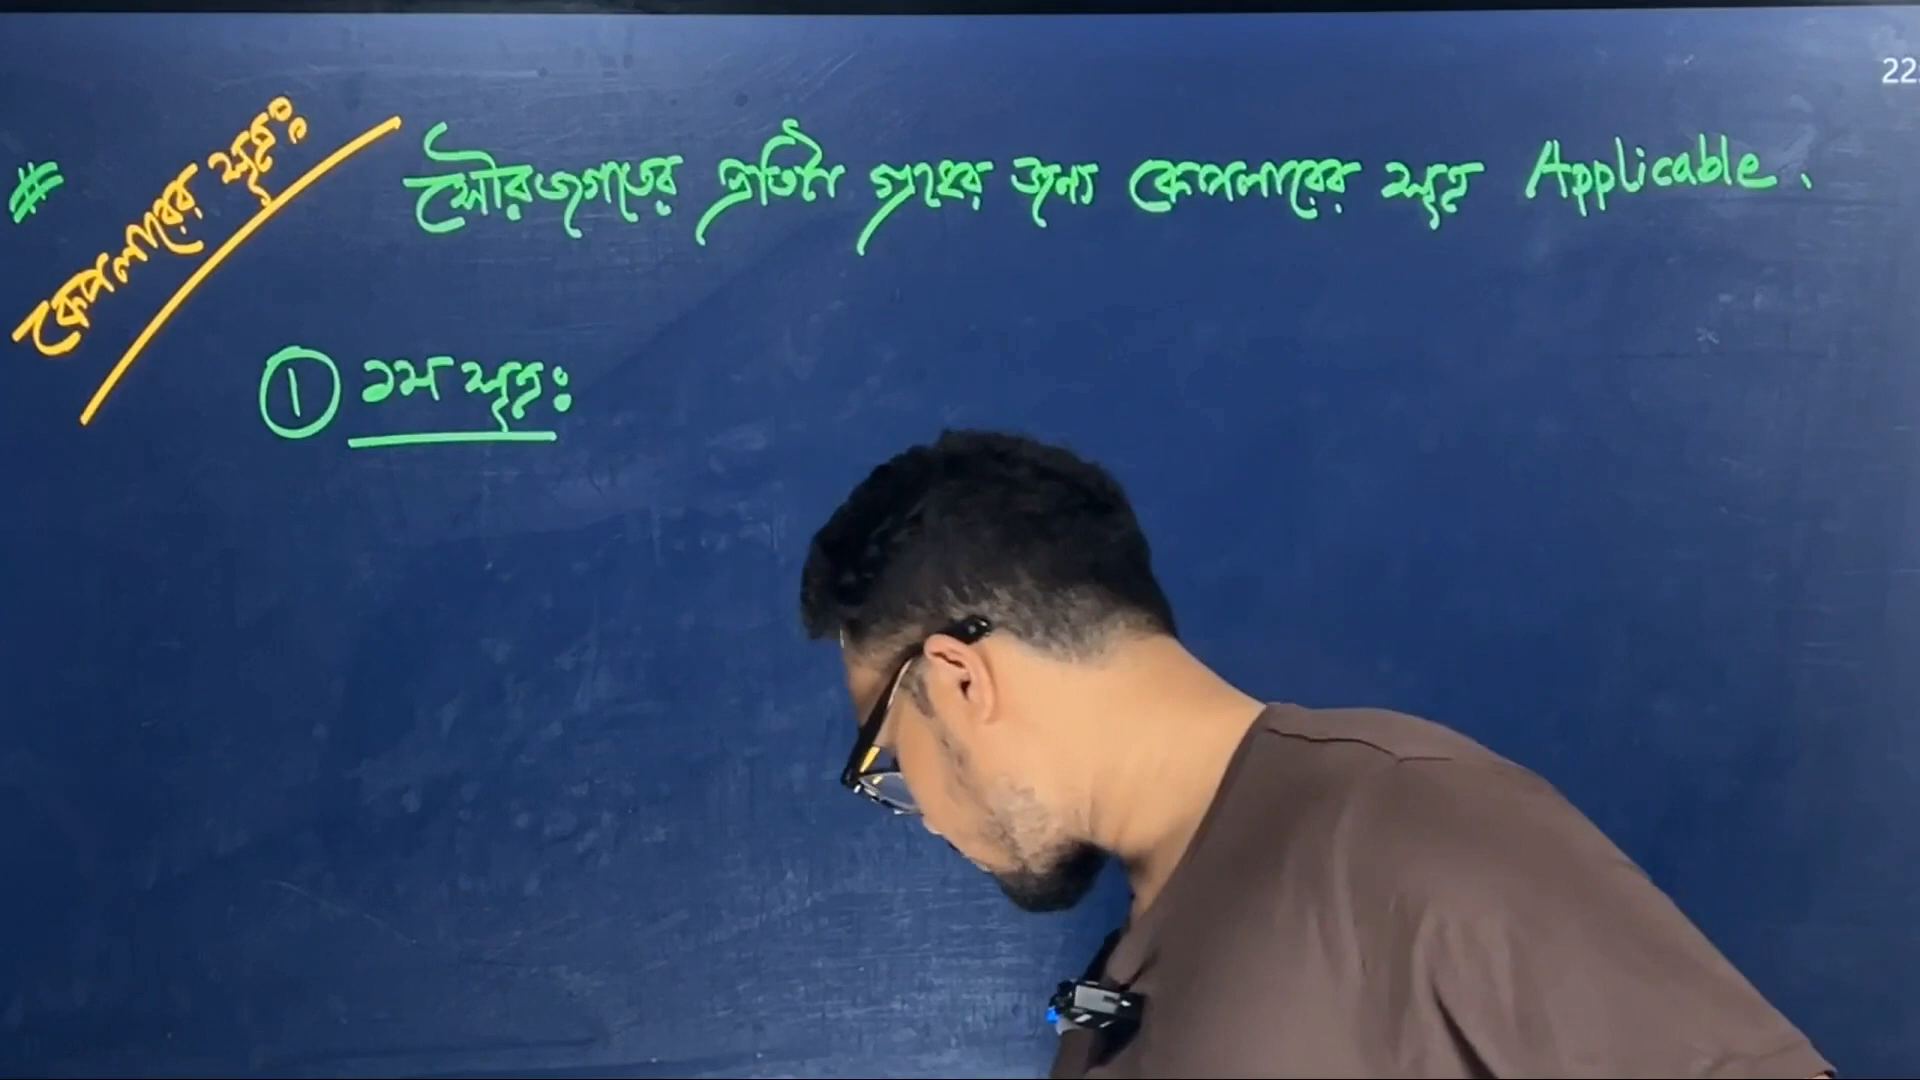 # কেপলারের সূত্রঃ
সৌরজগতের প্রতিটা গ্রহের জন্য কেপলারের সূত্র Applicable.
① ১ম সূত্রঃ
22